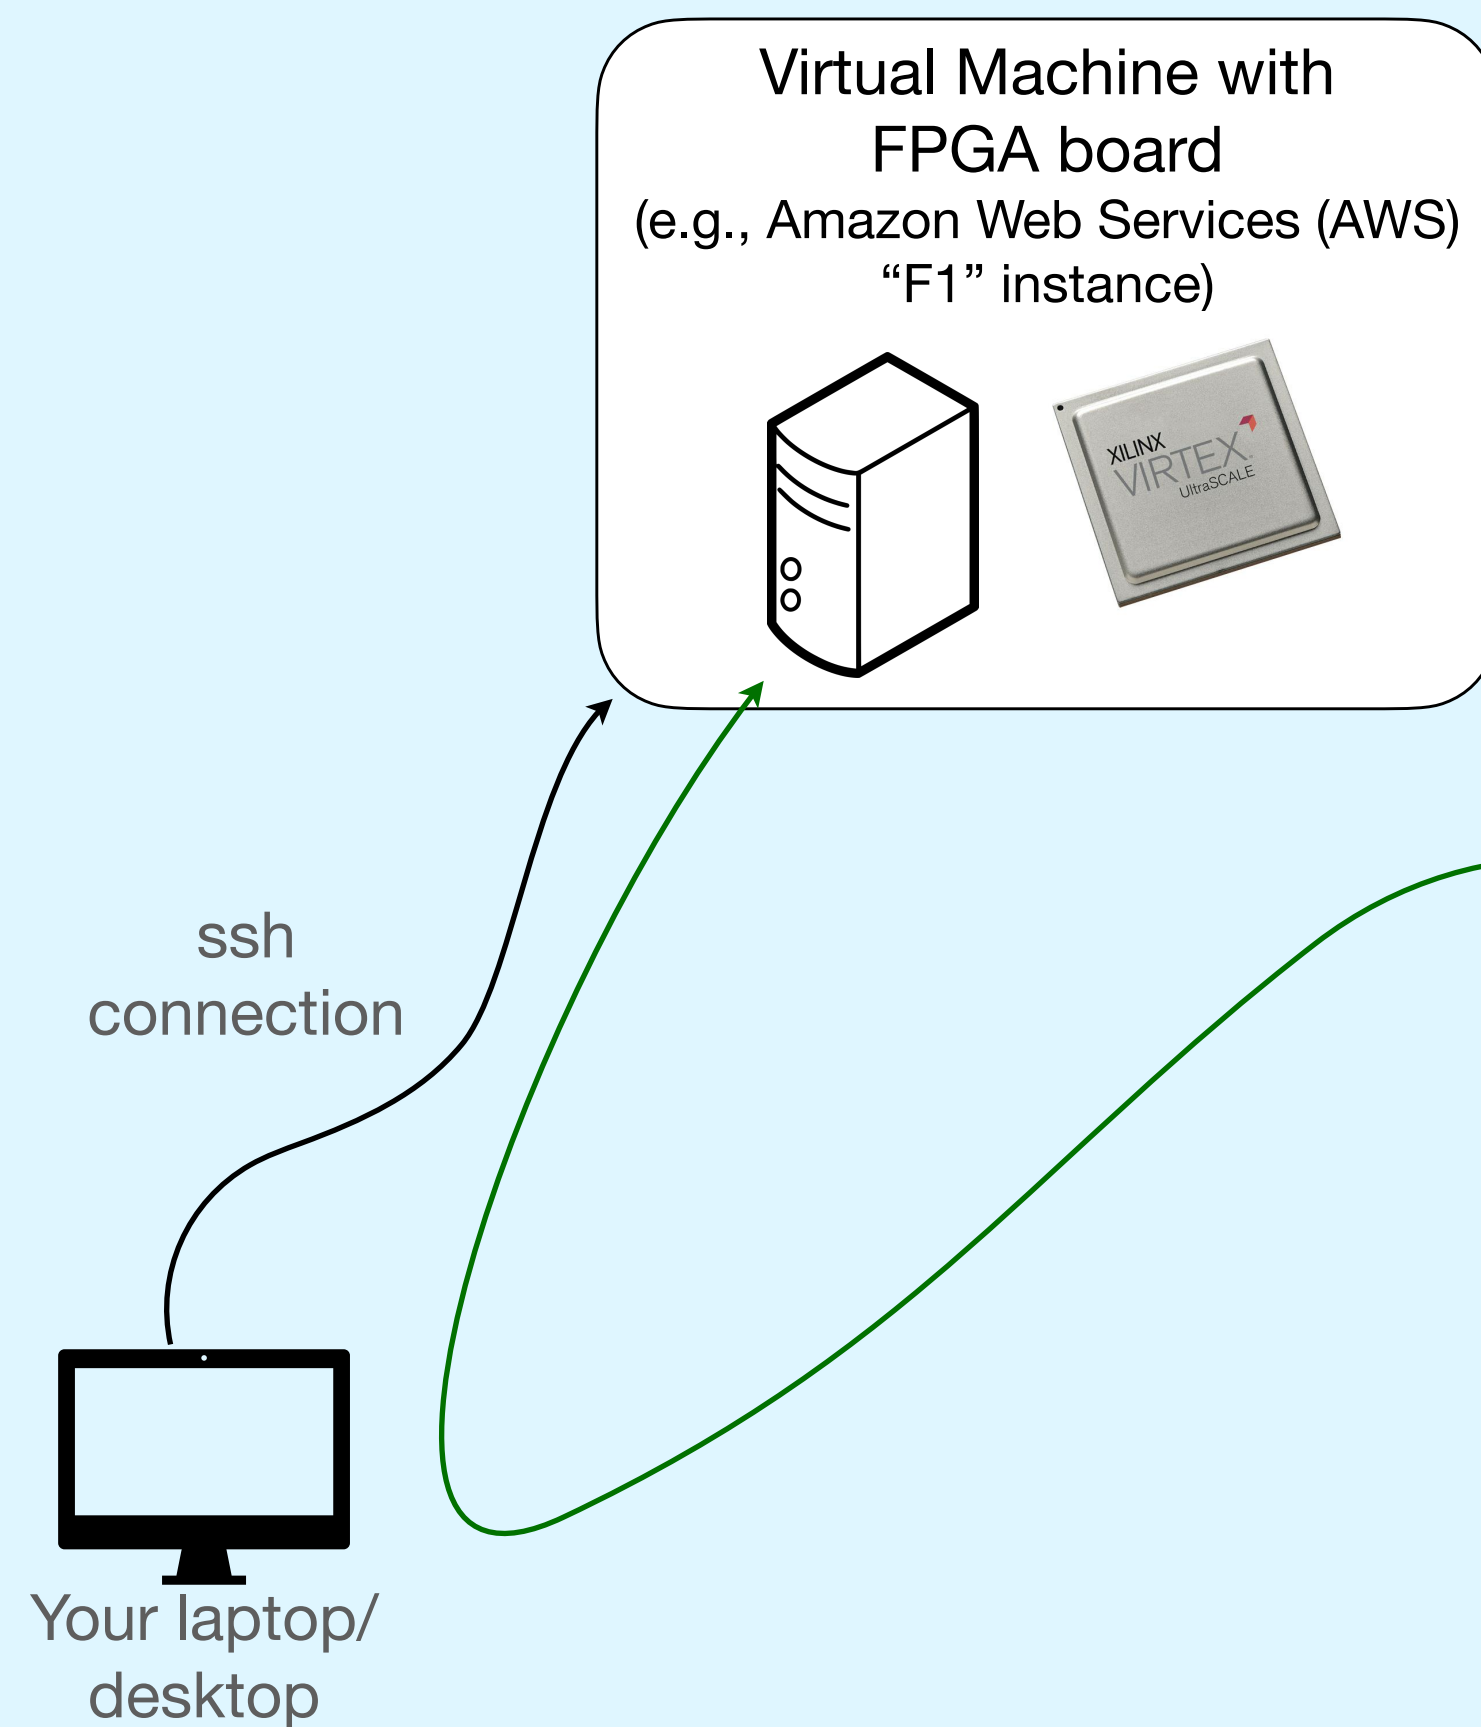 Virtual Machine with
FPGA board
(e.g., Amazon Web Services (AWS)
“F1” instance)
XILINX
VIRTEX
UltraSCALE
ssh
connection
Your laptop/
desktop